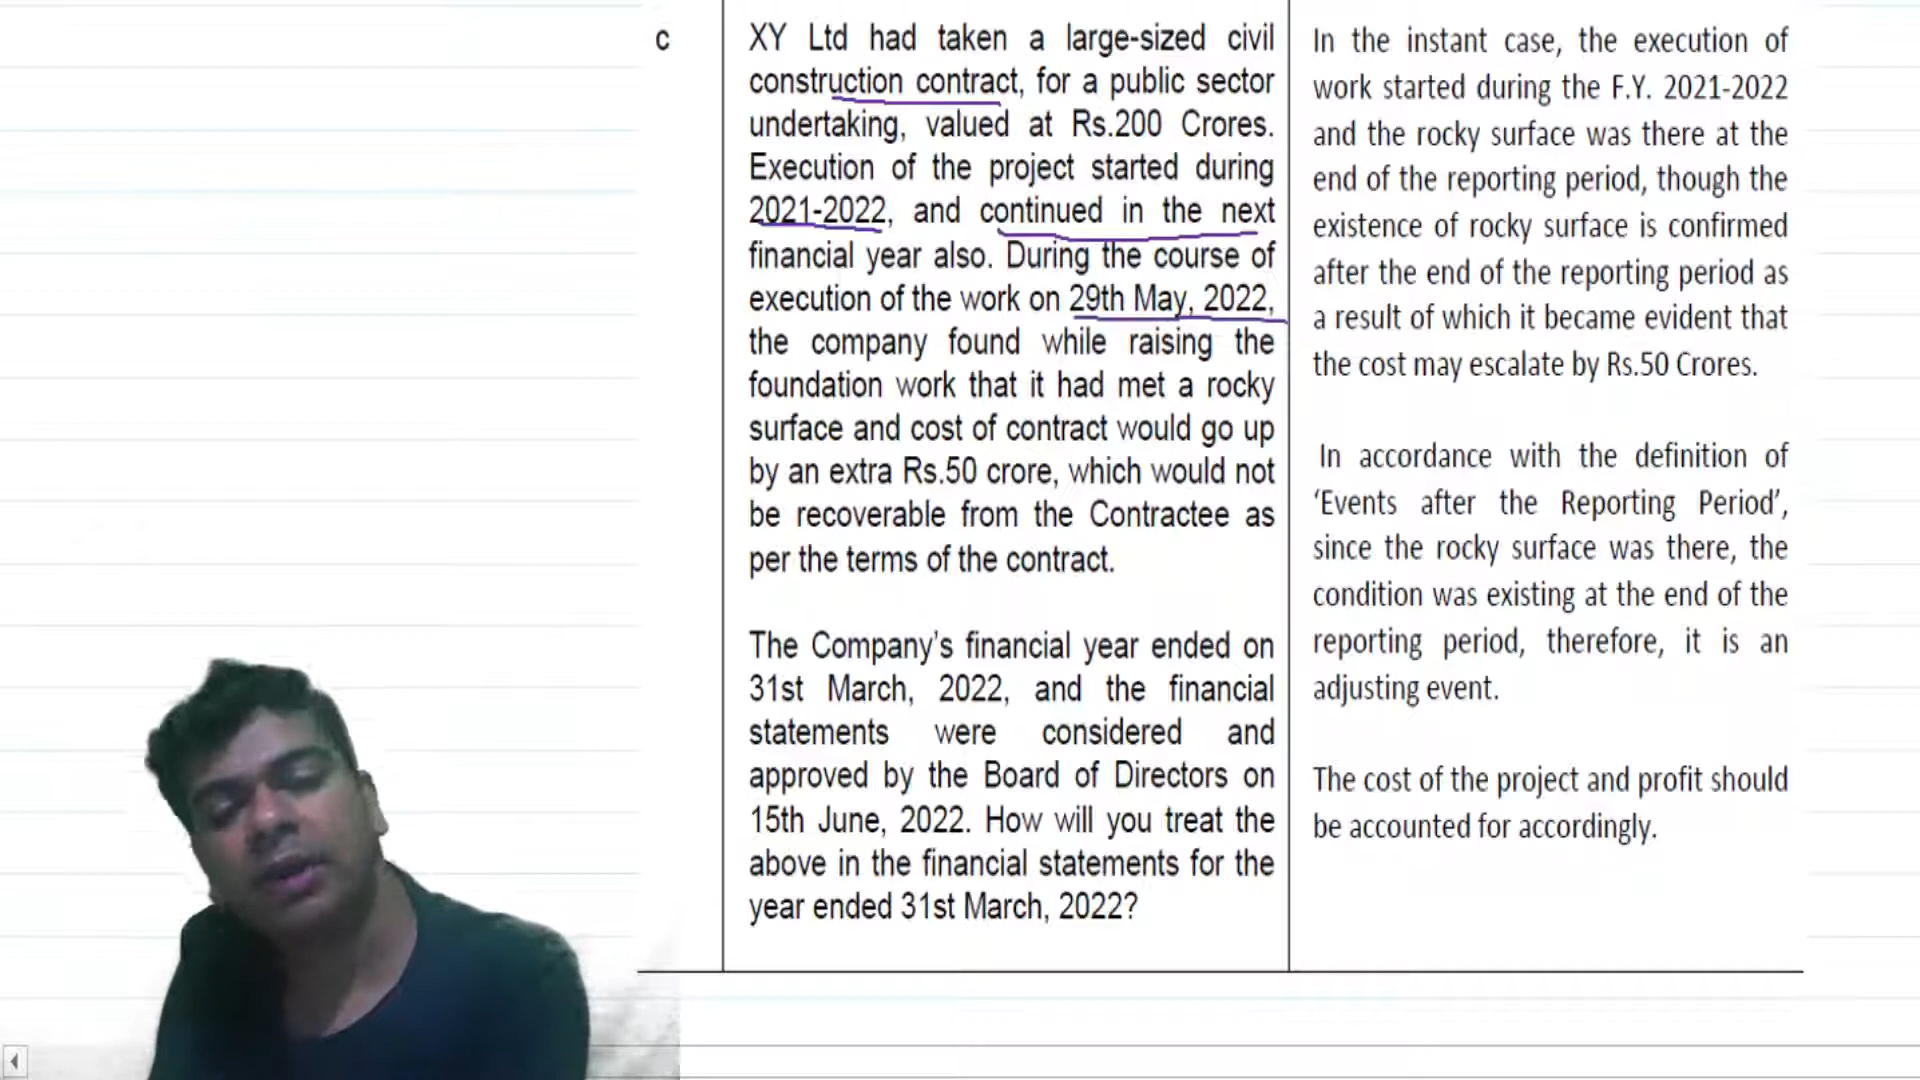 c
XY Ltd had taken a large-sized civil
construction contract, for a public sector
undertaking, valued at Rs.200 Crores.
Execution of the project started during
2021-2022, and continued in the next
financial year also. During the course of
execution of the work on 29th May, 2022,
the company found while raising the
foundation work that it had met a rocky
surface and cost of contract would go up
by an extra Rs.50 crore, which would not
be recoverable from the Contractee as
per the terms of the contract.
The Company’s financial year ended on
31st March, 2022, and the financial
statements were considered and
approved by the Board of Directors on
15th June, 2022. How will you treat the
above in the financial statements for the
year ended 31st March, 2022?
In the instant case, the execution of
work started during the F.Y. 2021-2022
and the rocky surface was there at the
end of the reporting period, though the
existence of rocky surface is confirmed
after the end of the reporting period as
a result of which it became evident that
the cost may escalate by Rs.50 Crores.
In accordance with the definition of
‘Events after the Reporting Period’,
since the rocky surface was there, the
condition was existing at the end of the
reporting period, therefore, it is an
adjusting event.
The cost of the project and profit should
be accounted for accordingly.